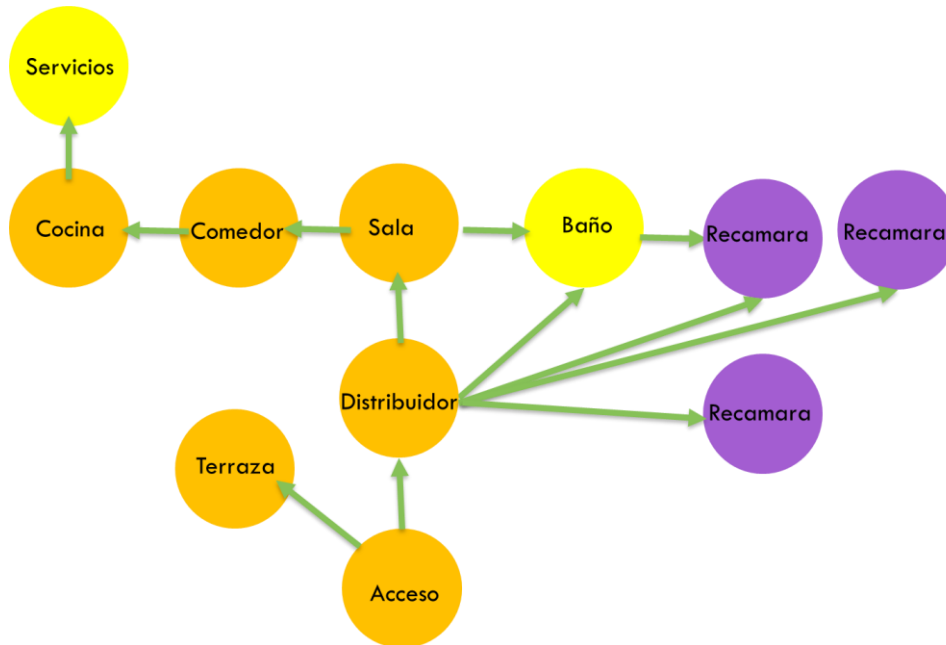 Servicios
Cocina
Comedor
Sala
Baño
Recamara
Recamara
Distribuidor
Recamara
Terraza
Acceso